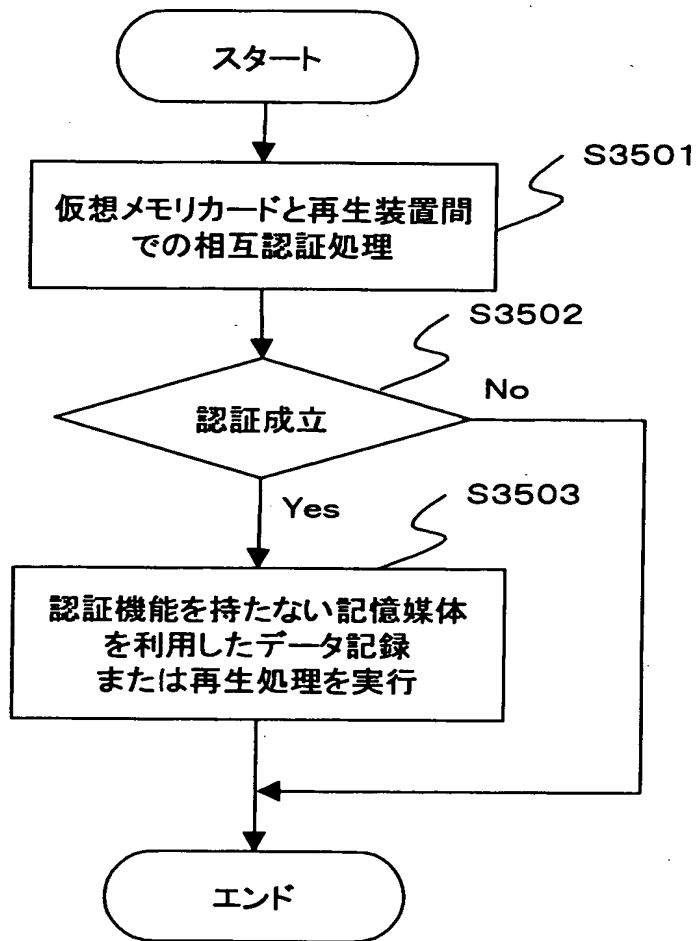 スタート
S3501
仮想メモリカードと再生装置間
での相互認証処理
S3502
認証成立
No
Yes
S3503
認証機能を持たない記憶媒体
を利用したデータ記録
または再生処理を実行
エンド